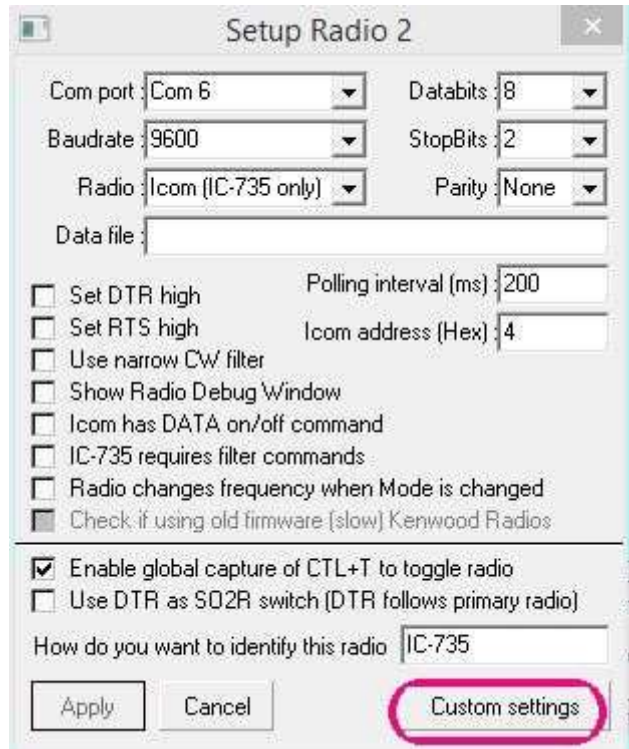 Setup Radio 2
Com port : Com 6 Databits : 8
Baudrate : 9600 StopBits : 2
Radio : Icom (IC-735 only) Parity : None
Data file :
Polling interval (ms) : 200
Set DTR high
Icom address (Hex) : 4
Set RTS high
Use narrow CW filter
Show Radio Debug Window
Icom has DATA on/off command
IC-735 requires filter commands
Radio changes frequency when Mode is changed
Check if using old firmware (slow) Kenwood Radios
Enable global capture of CTL+T to toggle radio
Use DTR as SO2R switch (DTR follows primary radio)
How do you want to identify this radio IC-735
Apply Cancel Custom settings